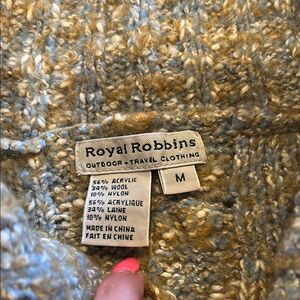 Royal Robbins
OUTDOOR + TRAVEL CLOTHING
M
56% ACRYLIC
34% WOOL
10% NYLON
56% ACRYLIQUE
34% LAINE
10% NYLON
MADE IN CHINA
FAIT EN CHINE